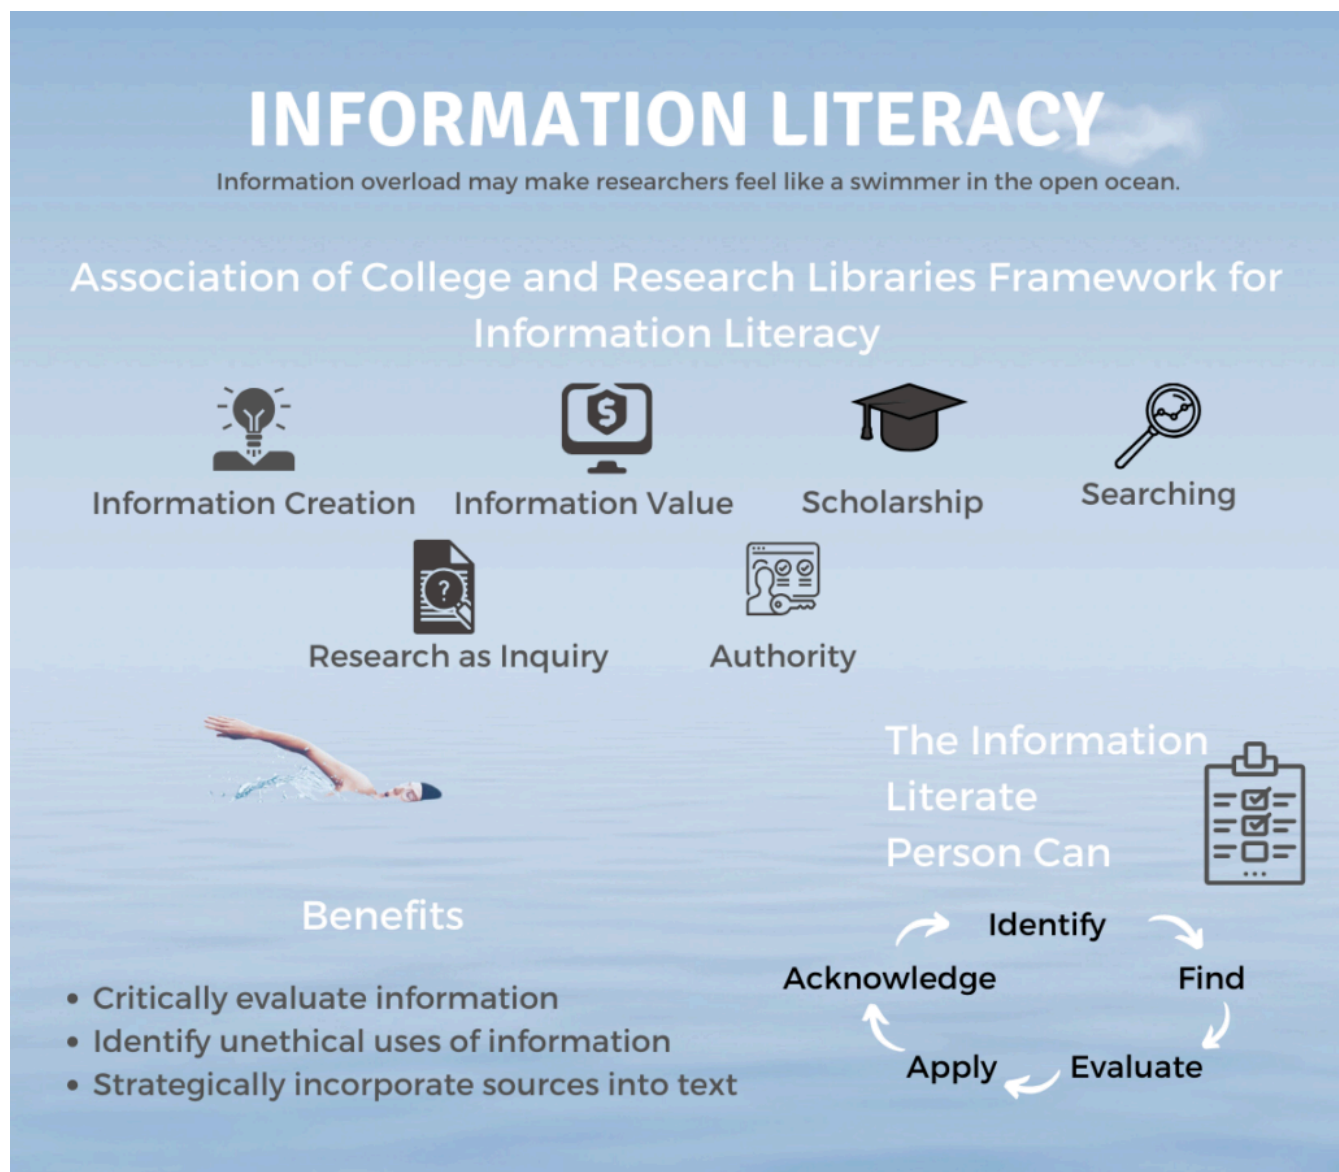 INFORMATION LITERACY
Information overload may make researchers feel like a swimmer in the open ocean.
Association of College and Research Libraries Framework for
Information Literacy
$
Information Creation
Information Value
Scholarship
Searching
?
Research as Inquiry
Authority
The Information
Literate
Person Can
Benefits
• Critically evaluate information
• Identify unethical uses of information
• Strategically incorporate sources into text
Identify
Find
Evaluate
Apply
Acknowledge